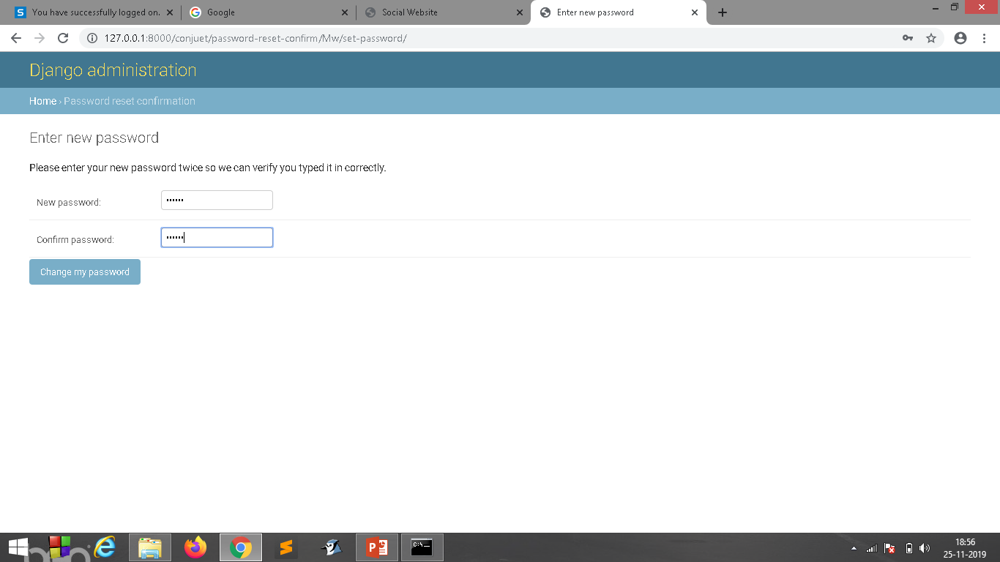 You have successfully logged on.
Google
Social Website
Enter new password
127.0.0.1:8000/conjuet/password-reset-confirm/Mw/set-password/
Django administration
Home › Password reset confirmation
Enter new password
Please enter your new password twice so we can verify you typed it in correctly.
New password: ••••••
Confirm password: ••••••
Change my password
18:56
25-11-2019